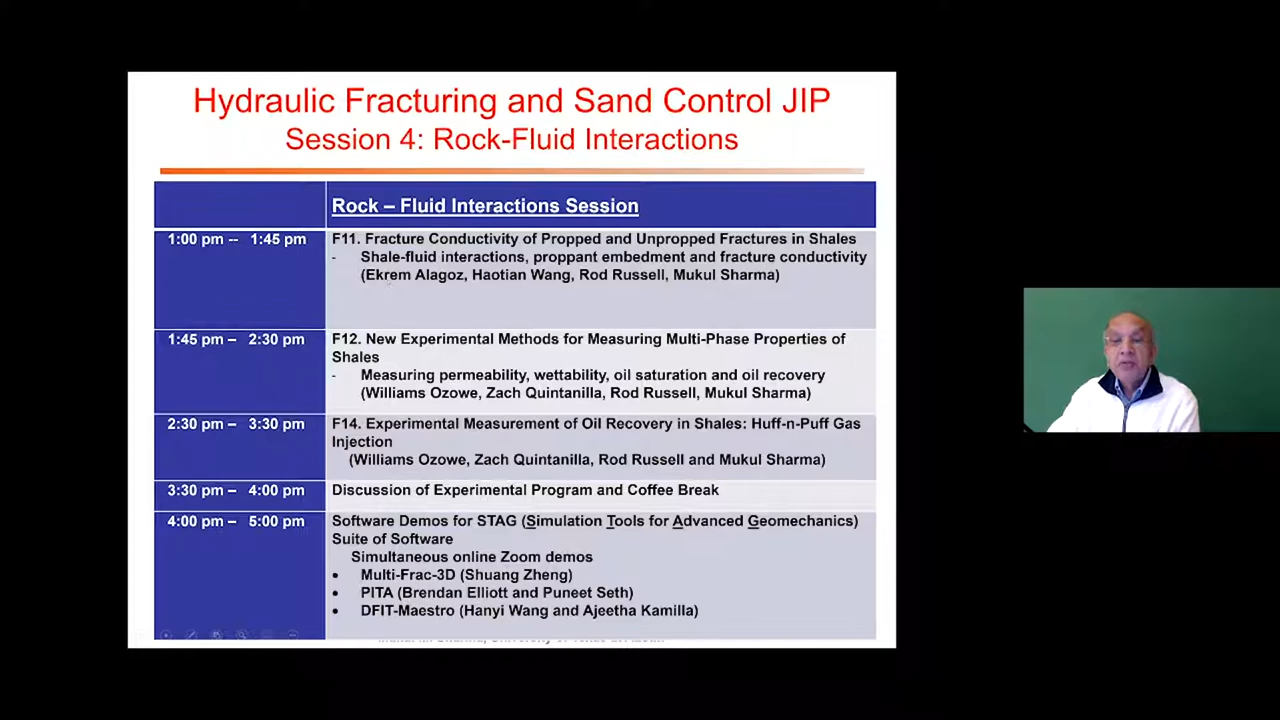 Hydraulic Fracturing and Sand Control JIP
Session 4: Rock-Fluid Interactions
Rock – Fluid Interactions Session
1:00 pm -- 1:45 pm
F11. Fracture Conductivity of Propped and Unpropped Fractures in Shales
- Shale-fluid interactions, proppant embedment and fracture conductivity
(Ekrem Alagoz, Haotian Wang, Rod Russell, Mukul Sharma)
1:45 pm – 2:30 pm
F12. New Experimental Methods for Measuring Multi-Phase Properties of
Shales
- Measuring permeability, wettability, oil saturation and oil recovery
(Williams Ozowe, Zach Quintanilla, Rod Russell, Mukul Sharma)
2:30 pm – 3:30 pm
F14. Experimental Measurement of Oil Recovery in Shales: Huff-n-Puff Gas
Injection
(Williams Ozowe, Zach Quintanilla, Rod Russell and Mukul Sharma)
3:30 pm – 4:00 pm
Discussion of Experimental Program and Coffee Break
4:00 pm – 5:00 pm
Software Demos for STAG (Simulation Tools for Advanced Geomechanics)
Suite of Software
Simultaneous online Zoom demos
• Multi-Frac-3D (Shuang Zheng)
• PITA (Brendan Elliott and Puneet Seth)
• DFIT-Maestro (Hanyi Wang and Ajeetha Kamilla)